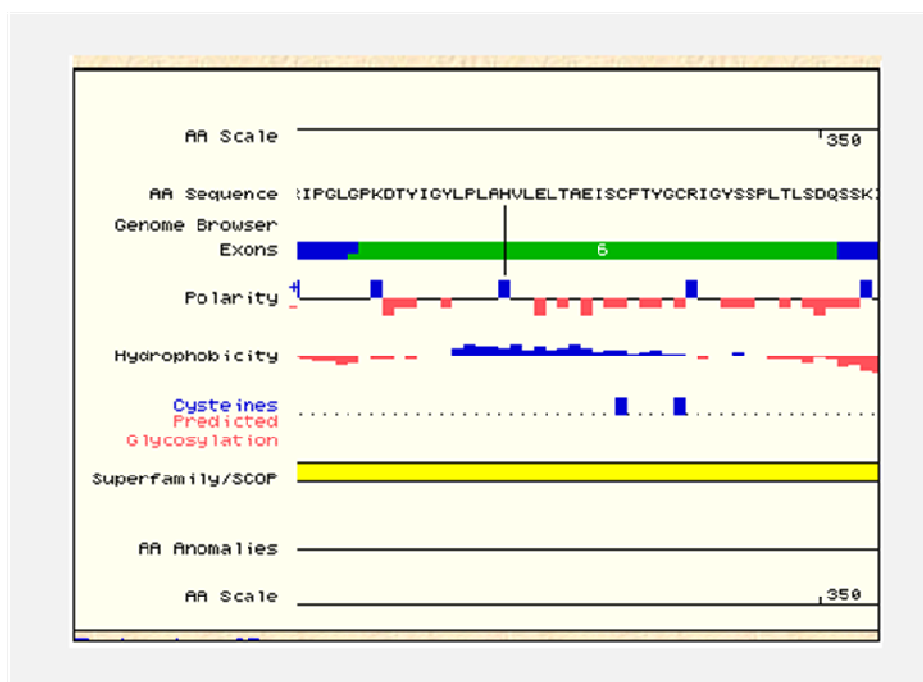 AA Scale
'350
AA Sequence IPGLGPKDTYIGYLPLAHVLELTAEISCFTYGCRIGYSSPLTLSDQSSK
Genome Browser
Exons
6
Polarity
+
-
Hydrophobicity
Cysteines
Predicted
Glycosylation
Superfamily/SCOP
AA Anomalies
AA Scale
,350